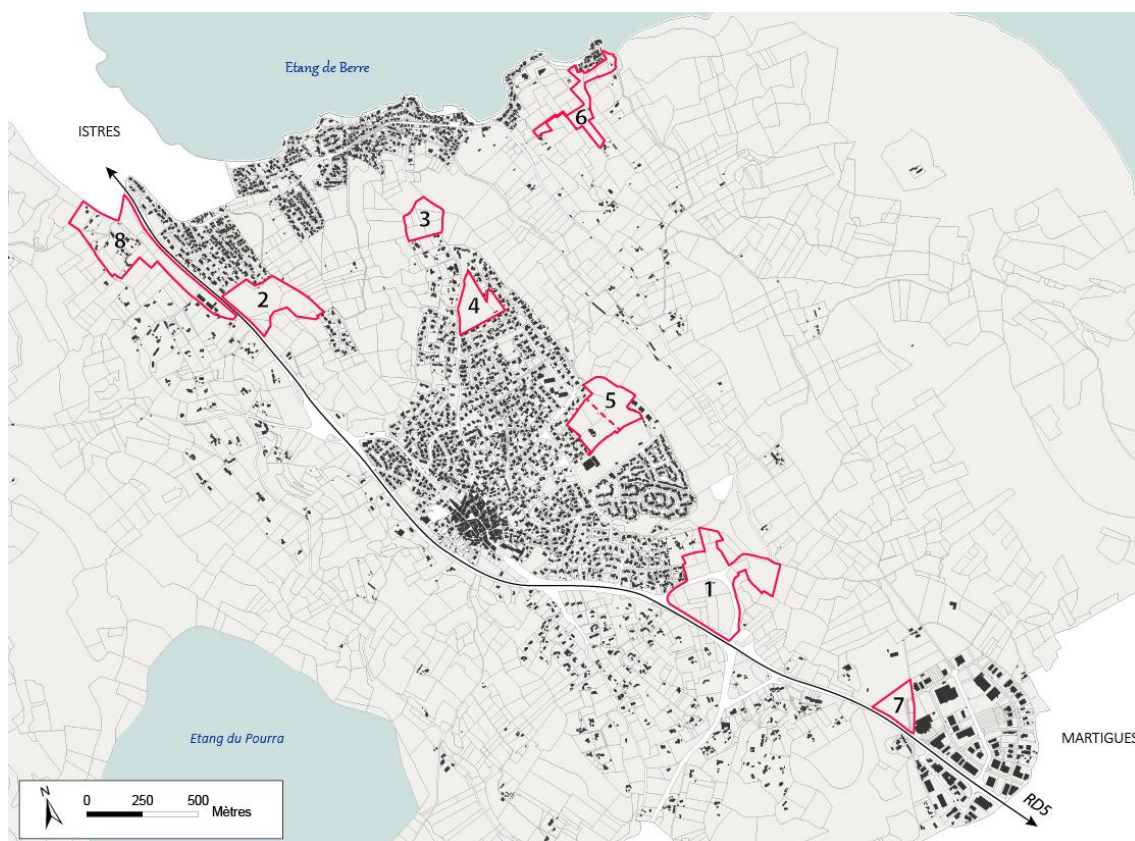 Etang de Berre
ISTRES
6
3
8
2
4
5
1
7
Etang du Pourra
MARTIGUES
RD5
N
0 250 500
Mètres